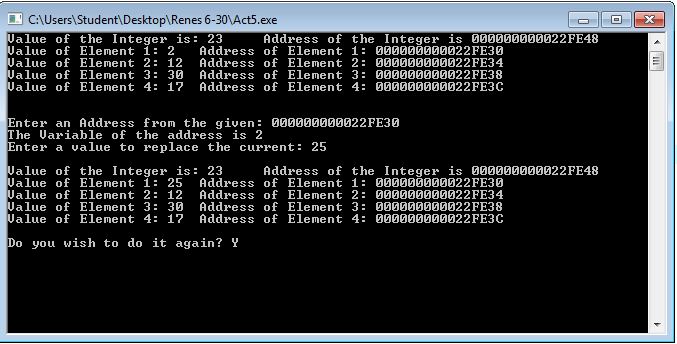 C:\Users\Student\Desktop\Renes 6-30\Act5.exe
Value of the Integer is: 23 Address of the Integer is 000000000022FE48
Value of Element 1: 2 Address of Element 1: 000000000022FE30
Value of Element 2: 12 Address of Element 2: 000000000022FE34
Value of Element 3: 30 Address of Element 3: 000000000022FE38
Value of Element 4: 17 Address of Element 4: 000000000022FE3C
Enter an Address from the given: 000000000022FE30
The Variable of the address is 2
Enter a value to replace the current: 25
Value of the Integer is: 23 Address of the Integer is 000000000022FE48
Value of Element 1: 25 Address of Element 1: 000000000022FE30
Value of Element 2: 12 Address of Element 2: 000000000022FE34
Value of Element 3: 30 Address of Element 3: 000000000022FE38
Value of Element 4: 17 Address of Element 4: 000000000022FE3C
Do you wish to do it again? Y